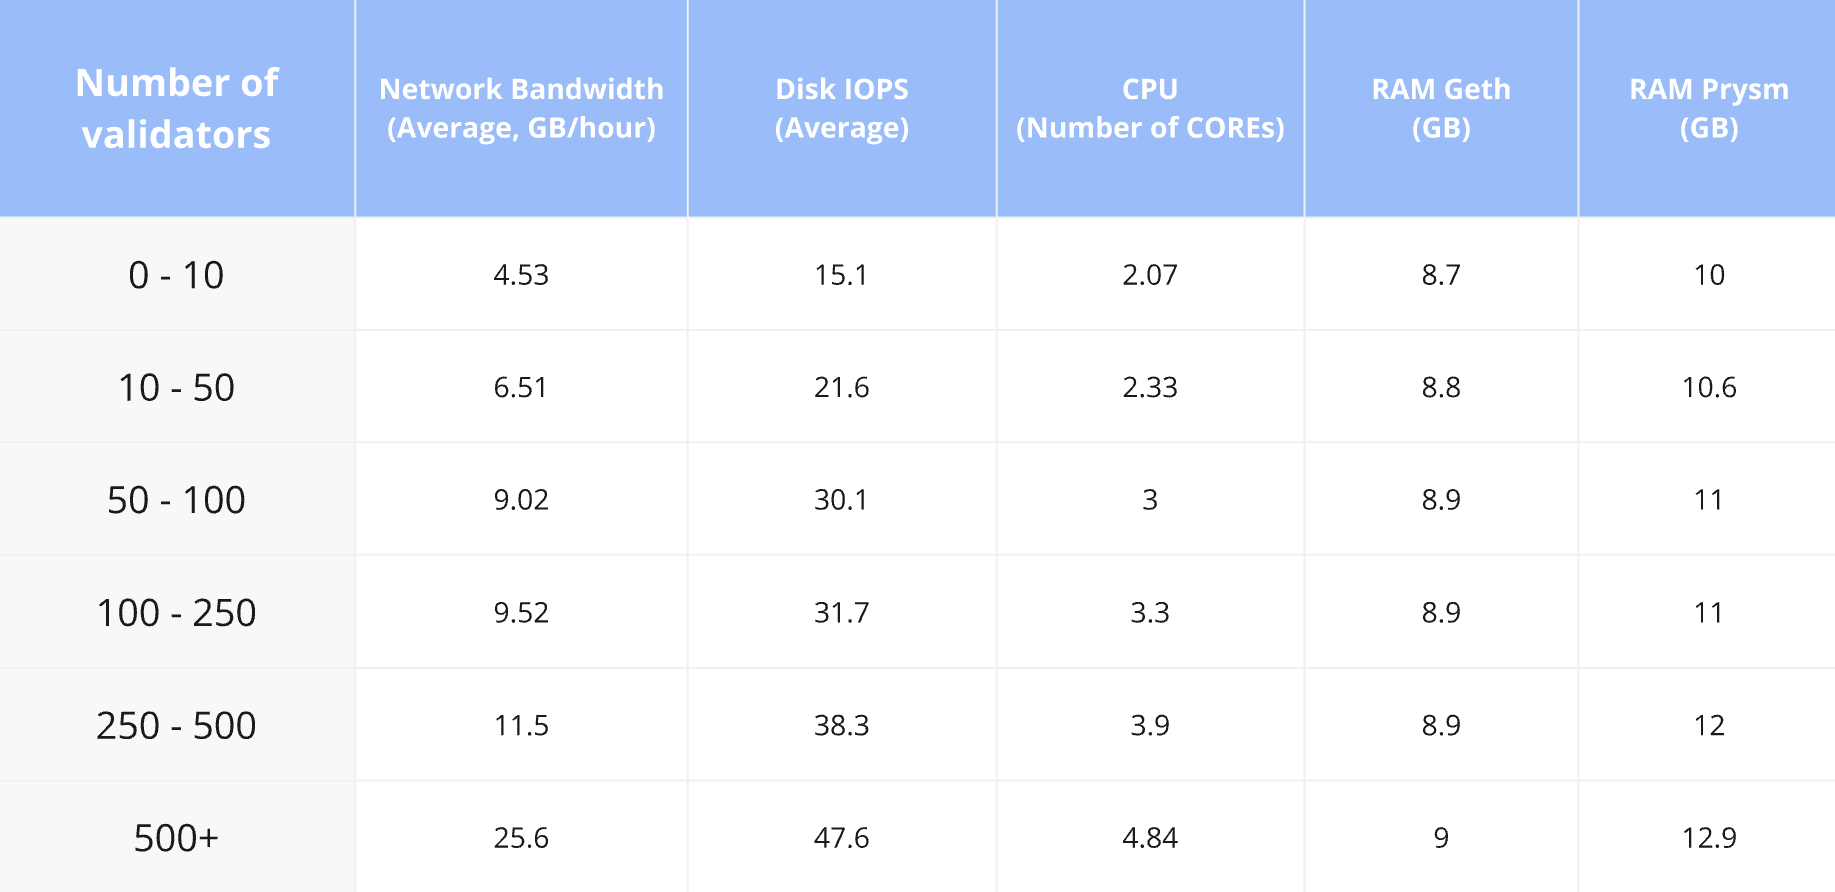 Number of
validators
Network Bandwidth
(Average, GB/hour)
Disk IOPS
(Average)
CPU
(Number of COREs)
RAM Geth
(GB)
RAM Prysm
(GB)
0 - 10 4.53 15.1 2.07 8.7 10
10 - 50 6.51 21.6 2.33 8.8 10.6
50 - 100 9.02 30.1 3 8.9 11
100 - 250 9.52 31.7 3.3 8.9 11
250 - 500 11.5 38.3 3.9 8.9 12
500+ 25.6 47.6 4.84 9 12.9